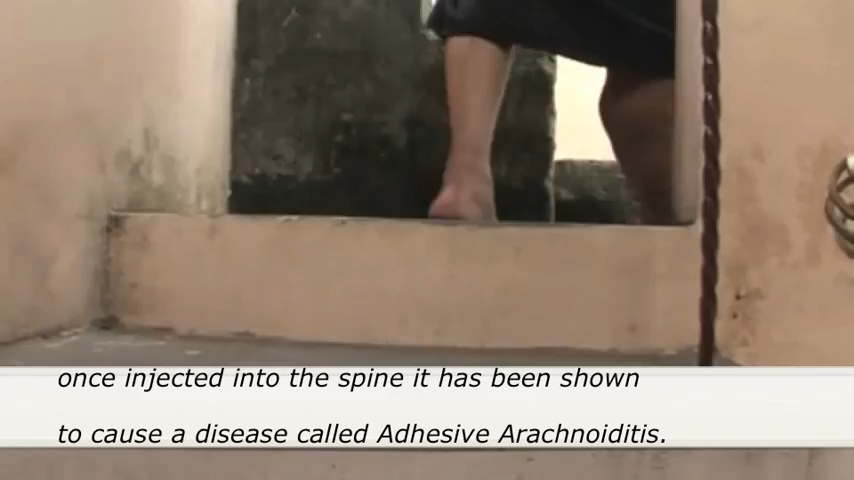 once injected into the spine it has been shown
to cause a disease called Adhesive Arachnoiditis.